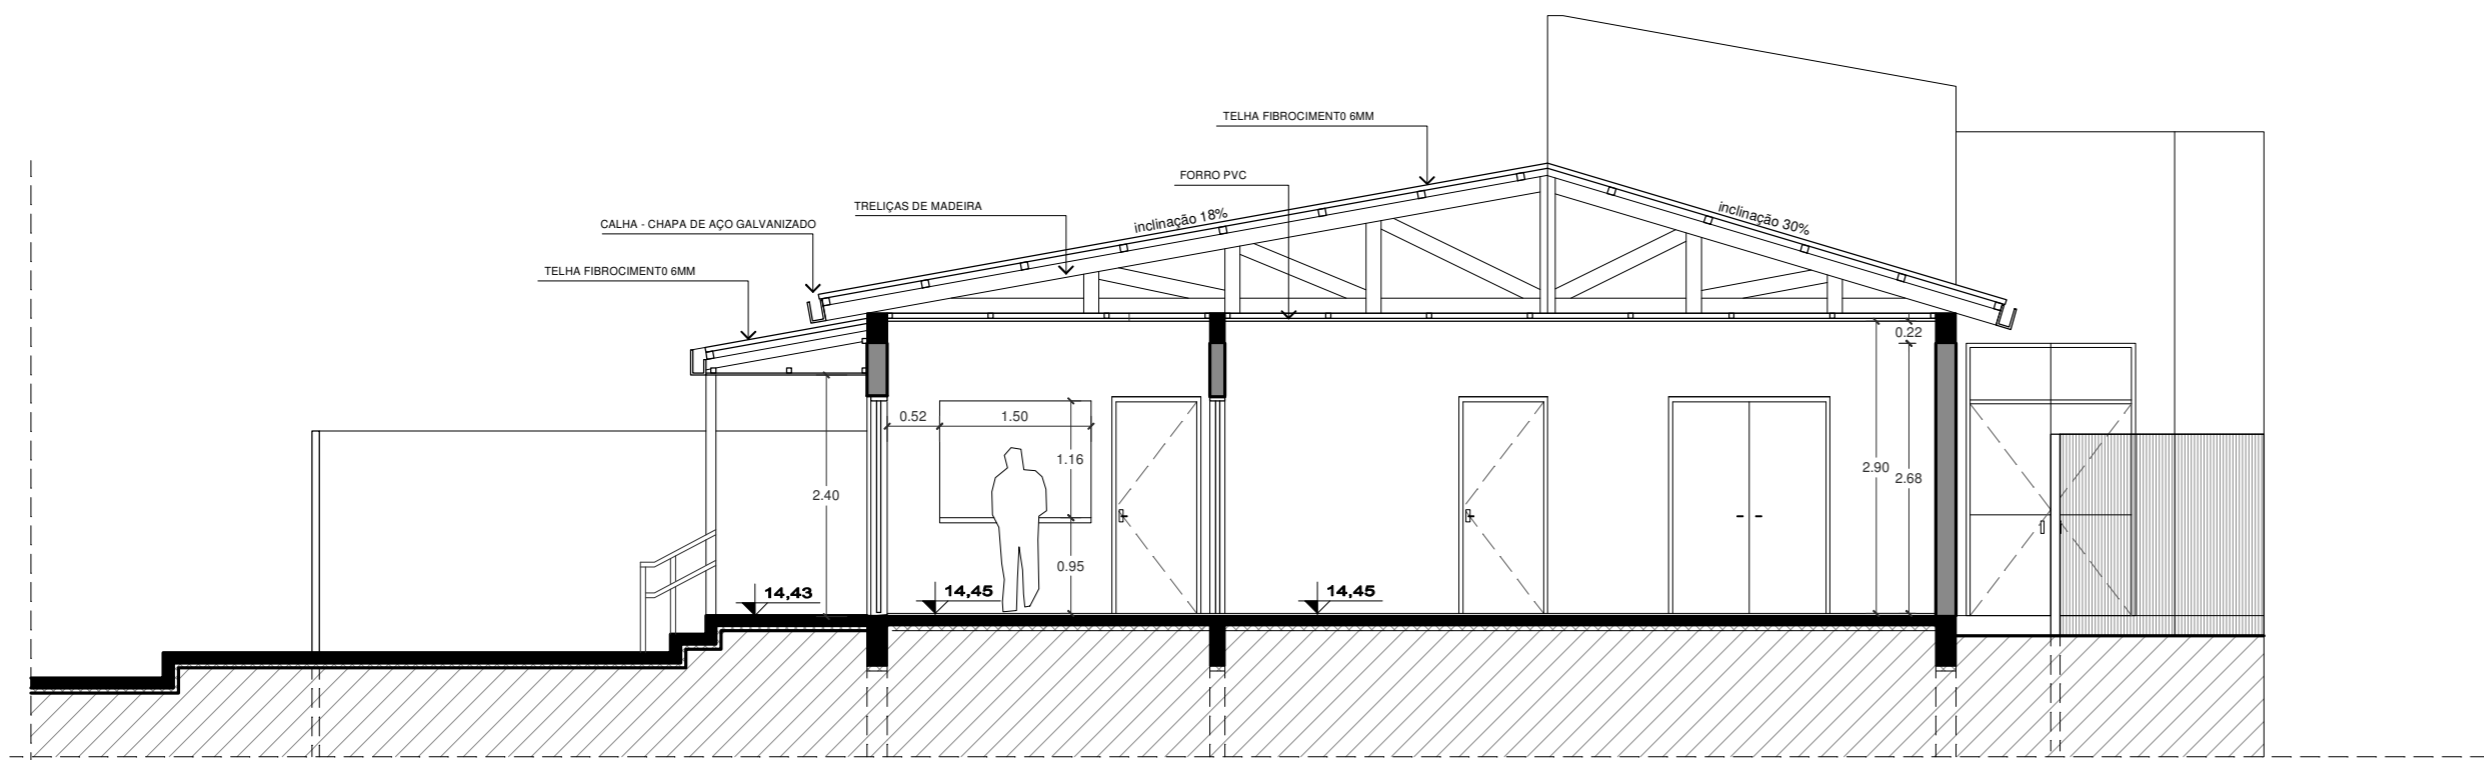 TELHA FIBROCIMENT0 6MM
FORRO PVC
TRELIÇAS DE MADEIRA
inclinação 18%
inclinação 30%
CALHA - CHAPA DE AÇO GALVANIZADO
TELHA FIBROCIMENT0 6MM
0.22
0.52
1.50
1.16
2.90
2.68
2.40
0.95
14,43
14,45
14,45